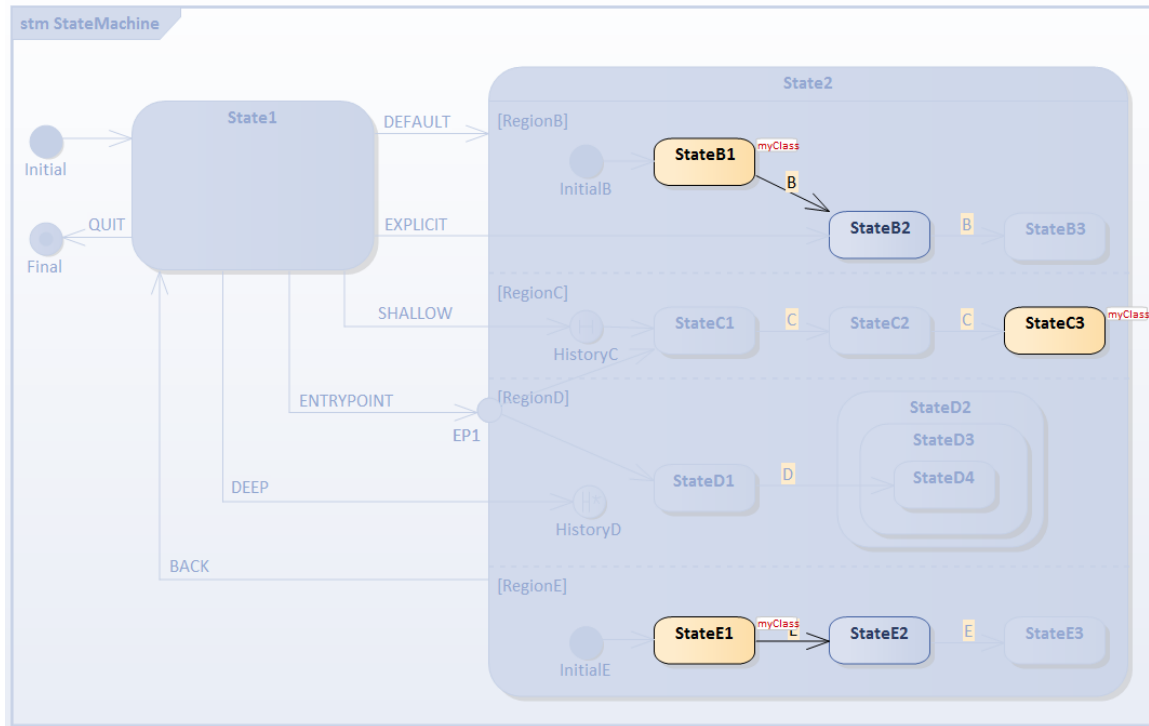 stm StateMachine
State2
State1
DEFAULT
[RegionB]
StateB1
myClass
Initial
InitialB
B
QUIT
EXPLICIT
StateB2
B
StateB3
Final
[RegionC]
SHALLOW
StateC1
C
StateC2
C
StateC3
myClass
H
HistoryC
ENTRYPOINT
[RegionD]
EP1
StateD2
StateD3
StateD1
D
StateD4
DEEP
H*
HistoryD
BACK
[RegionE]
StateE1
myClass
E
StateE2
E
StateE3
InitialE